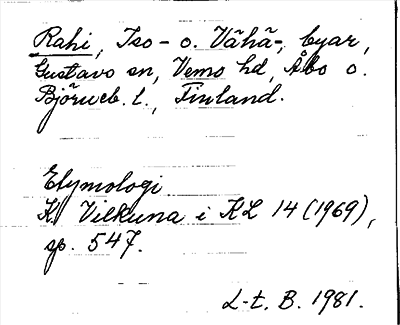 Rahi, Iso- o. Vähä-, byar,
Gustavs sn, Vemo hd, Åbo o.
Björneb. l., Finland.
Etymologi
K. Vilkuna i KL 14 (1969),
sp. 547.
L-t. B. 1981.